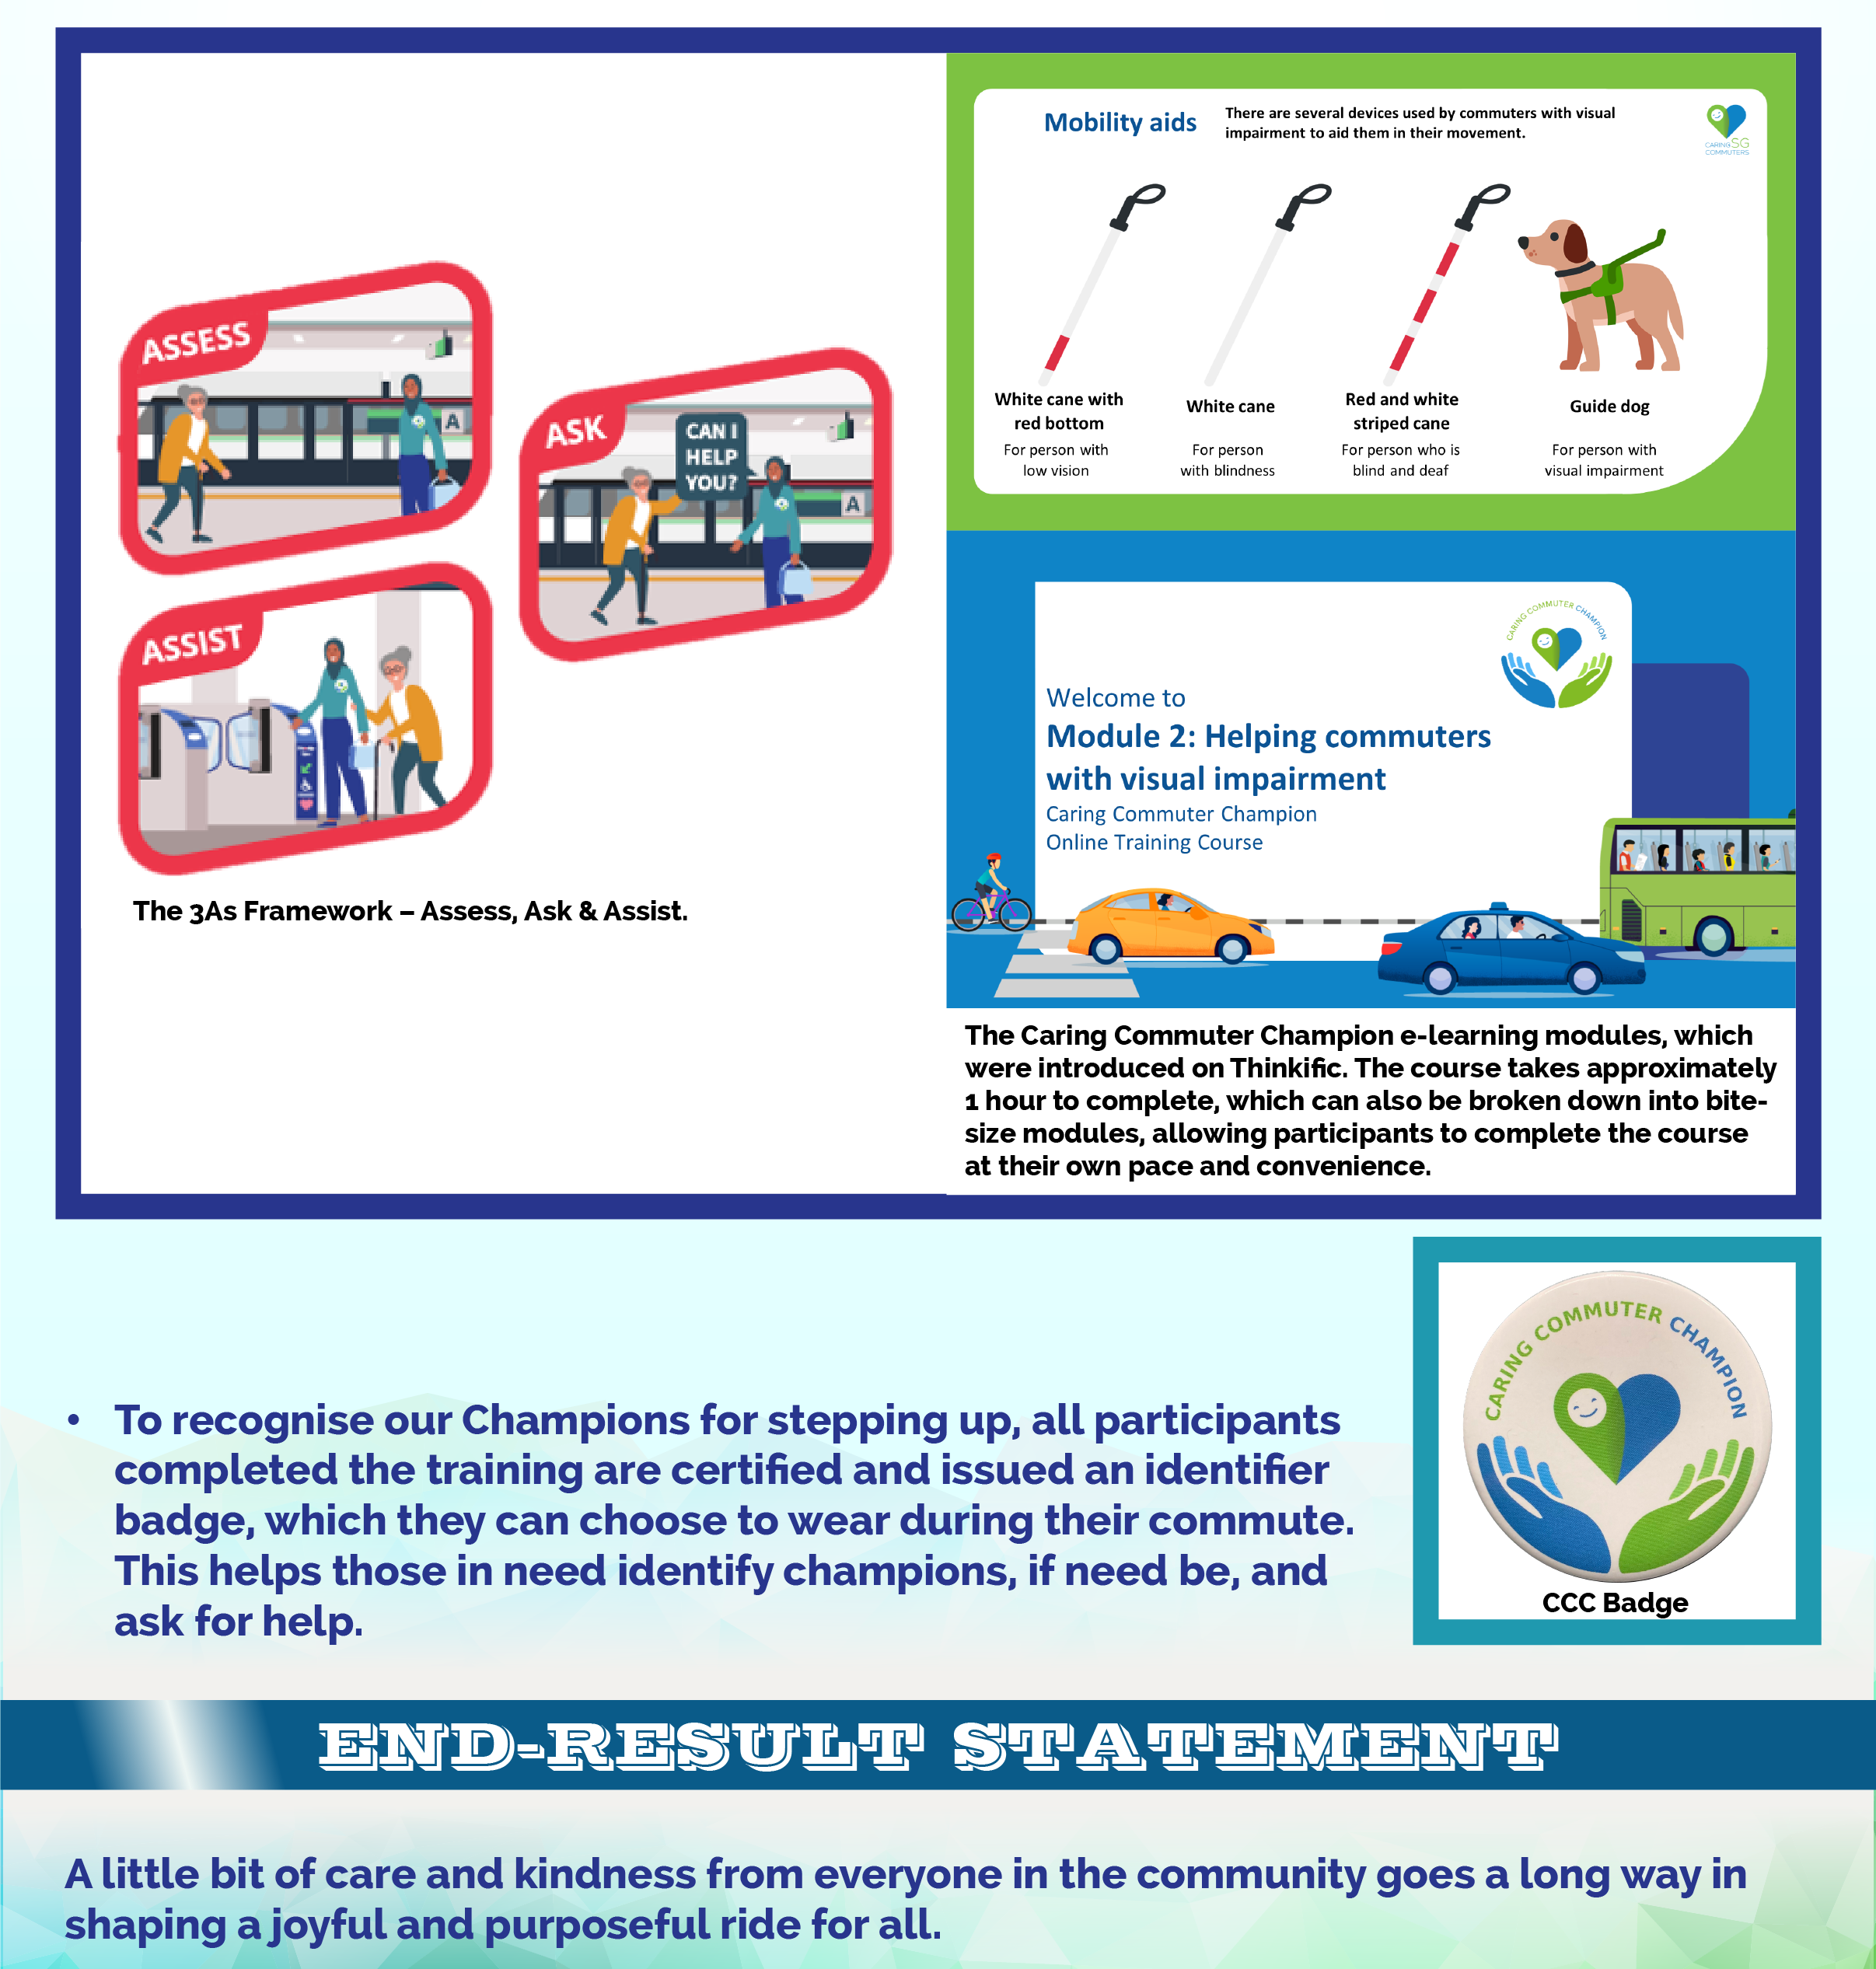 ASSESS
ASK
CAN I
HELP
YOU?
A
A
ASSIST
The 3As Framework – Assess, Ask & Assist.
Mobility aids
There are several devices used by commuters with visual
impairment to aid them in their movement.
CARING SG
COMMUTERS
White cane with
red bottom
For person with
low vision
White cane
For person
with blindness
Red and white
striped cane
For person who is
blind and deaf
Guide dog
For person with
visual impairment
CARING COMMUTER CHAMPION
Welcome to
Module 2: Helping commuters
with visual impairment
Caring Commuter Champion
Online Training Course
The Caring Commuter Champion e-learning modules, which
were introduced on Thinkific. The course takes approximately
1 hour to complete, which can also be broken down into bite-
size modules, allowing participants to complete the course
at their own pace and convenience.
• To recognise our Champions for stepping up, all participants
completed the training are certified and issued an identifier
badge, which they can choose to wear during their commute.
This helps those in need identify champions, if need be, and
ask for help.
CARING COMMUTER CHAMPION
CCC Badge
END-RESULT STATEMENT
A little bit of care and kindness from everyone in the community goes a long way in
shaping a joyful and purposeful ride for all.